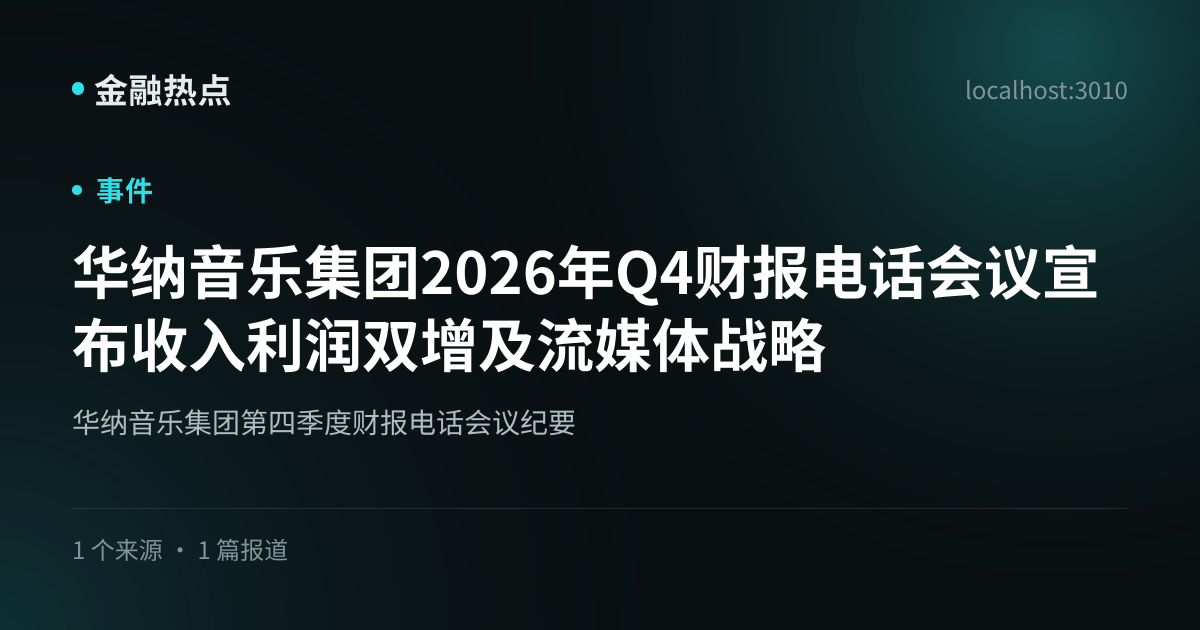 金融热点
localhost:3010
事件
华纳音乐集团2026年Q4财报电话会议宣
布收入利润双增及流媒体战略
华纳音乐集团第四季度财报电话会议纪要
1 个来源 · 1 篇报道